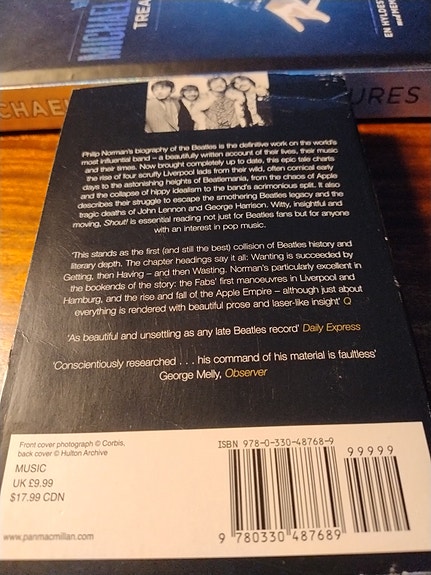 MICHAEL
TREA
EN HYLDES
CHAEL
URES
Philip Norman's biography of the Beatles is the definitive work on the world's
most influential band – a beautifully written account of their lives, their music
and their times. Now brought completely up to date, this epic tale charts
the rise of four scruffy Liverpool lads from their wild, often comical early
days to the astonishing heights of Beatlemania, from the chaos of Apple
and the collapse of hippy idealism to the band's acrimonious split. It also
describes their struggle to escape the smothering Beatles legacy and the
tragic deaths of John Lennon and George Harrison. Witty, insightful and
moving, Shout! is essential reading not just for Beatles fans but for anyone
with an interest in pop music.
'This stands as the first (and still the best) collision of Beatles history and
literary depth. The chapter headings say it all: Wanting is succeeded by
Getting, then Having – and then Wasting. Norman's particularly excellent in
the bookends of the story: the Fabs' first manoeuvres in Liverpool and
Hamburg, and the rise and fall of the Apple Empire – although just about
everything is rendered with beautiful prose and laser-like insight' Q
'As beautiful and unsettling as any late Beatles record' Daily Express
'Conscientiously researched . . . his command of his material is faultless'
George Melly, Observer
Front cover photograph © Corbis,
back cover © Hulton Archive
MUSIC
UK £9.99
$17.99 CDN
www.panmacmillan.com
ISBN 978-0-330-48768-9
99999
9 780330 487689